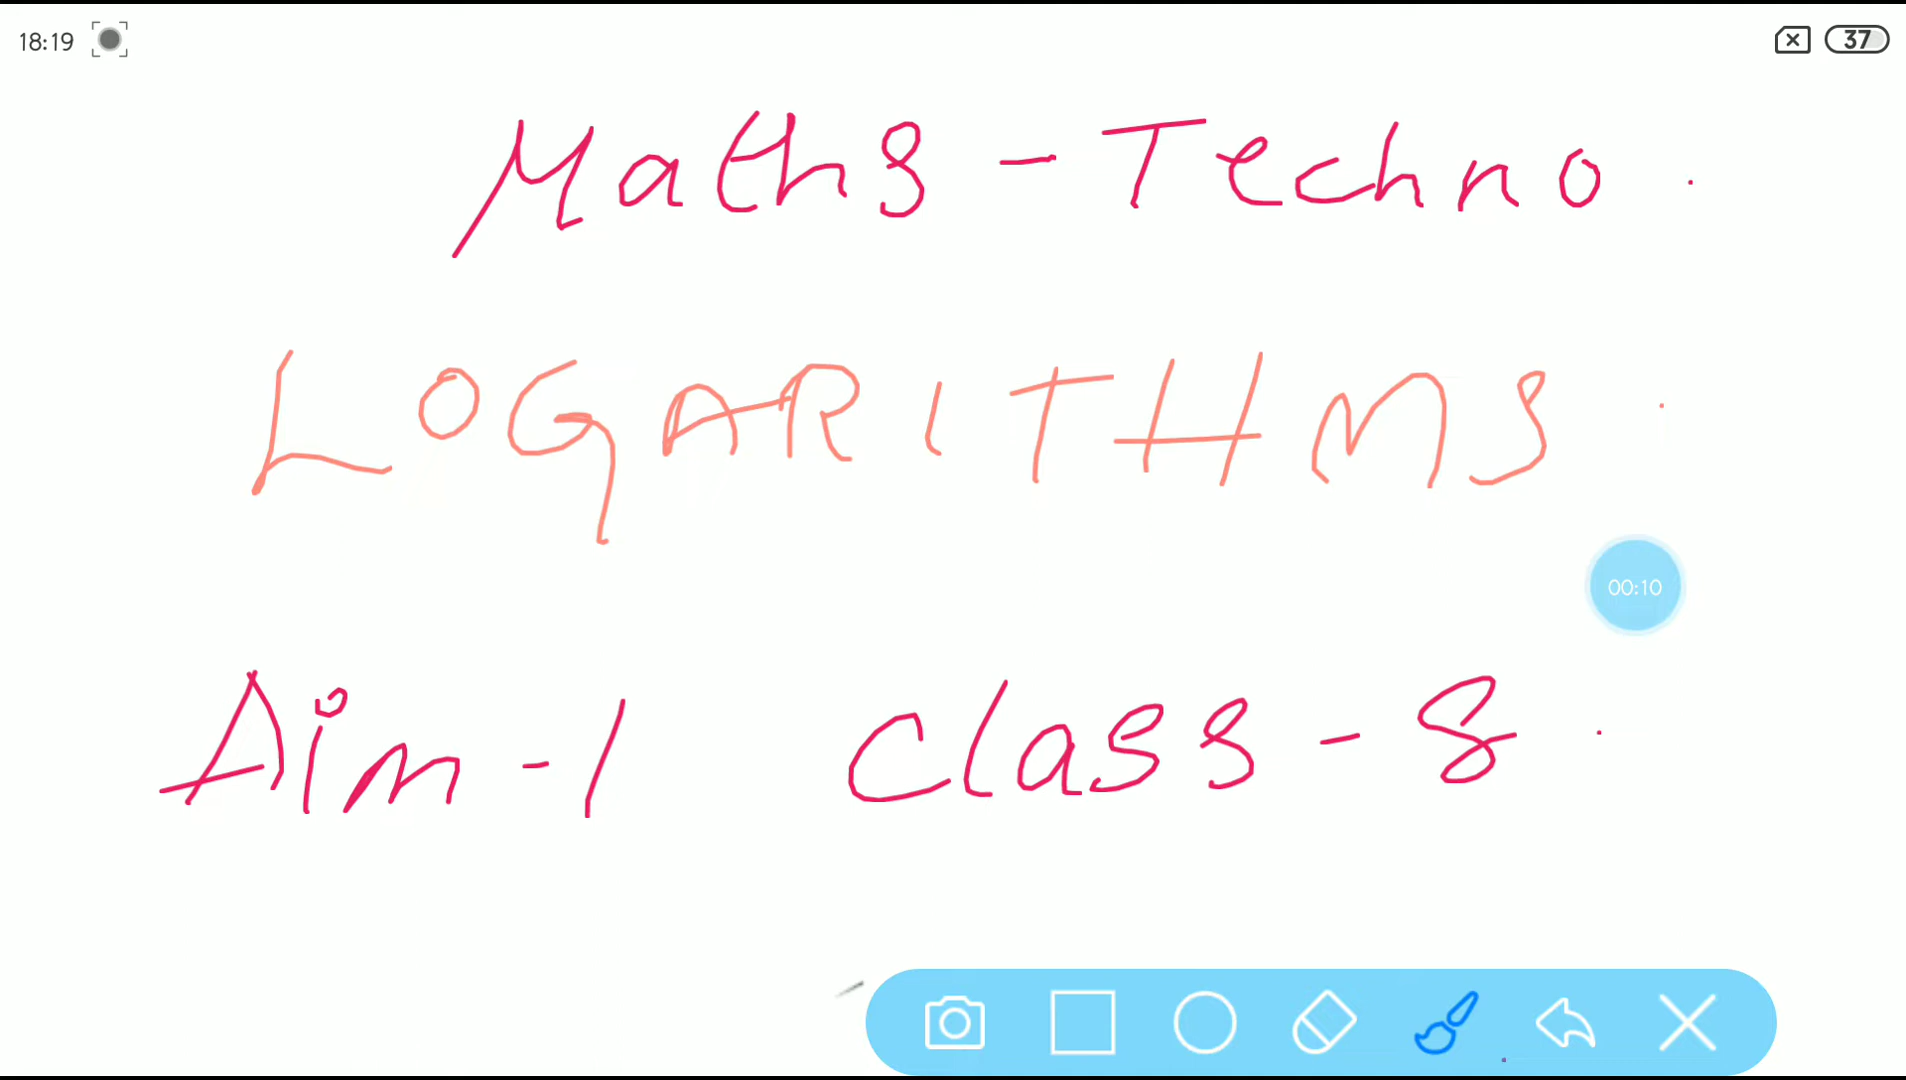 18:19 37
Maths - Techno .
LOGARITHMS .
00:10
Aim - 1 Class - 8 .